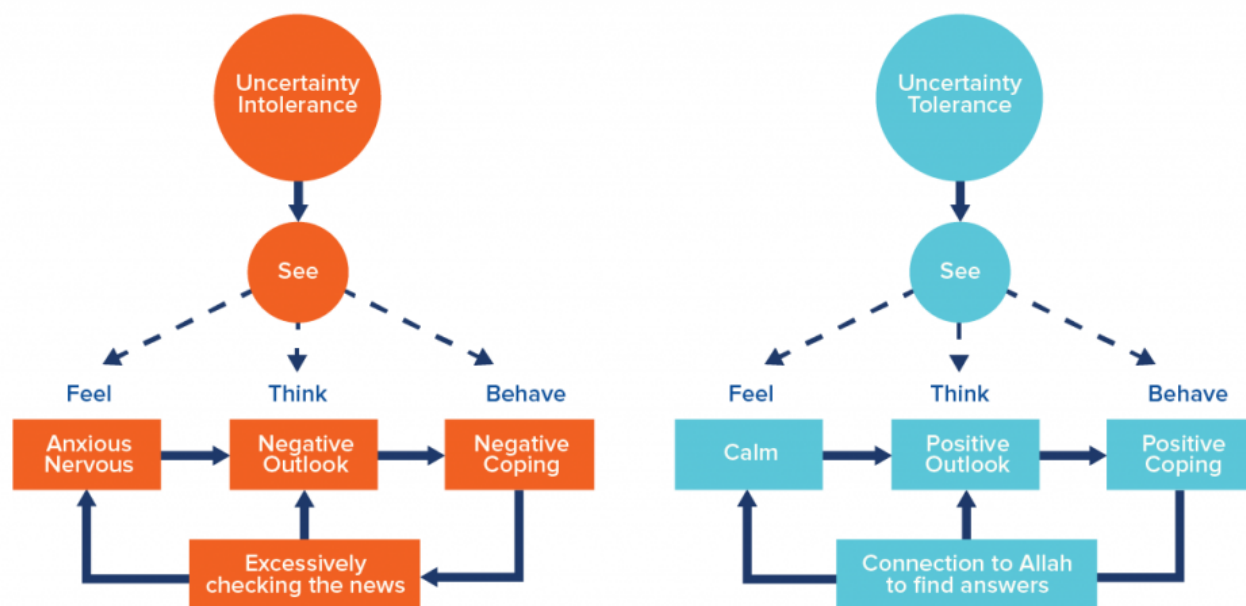 Uncertainty
Intolerance
See
Feel
Think
Behave
Anxious
Nervous
Negative
Outlook
Negative
Coping
Excessively
checking the news
Uncertainty
Tolerance
See
Feel
Think
Behave
Calm
Positive
Outlook
Positive
Coping
Connection to Allah
to find answers